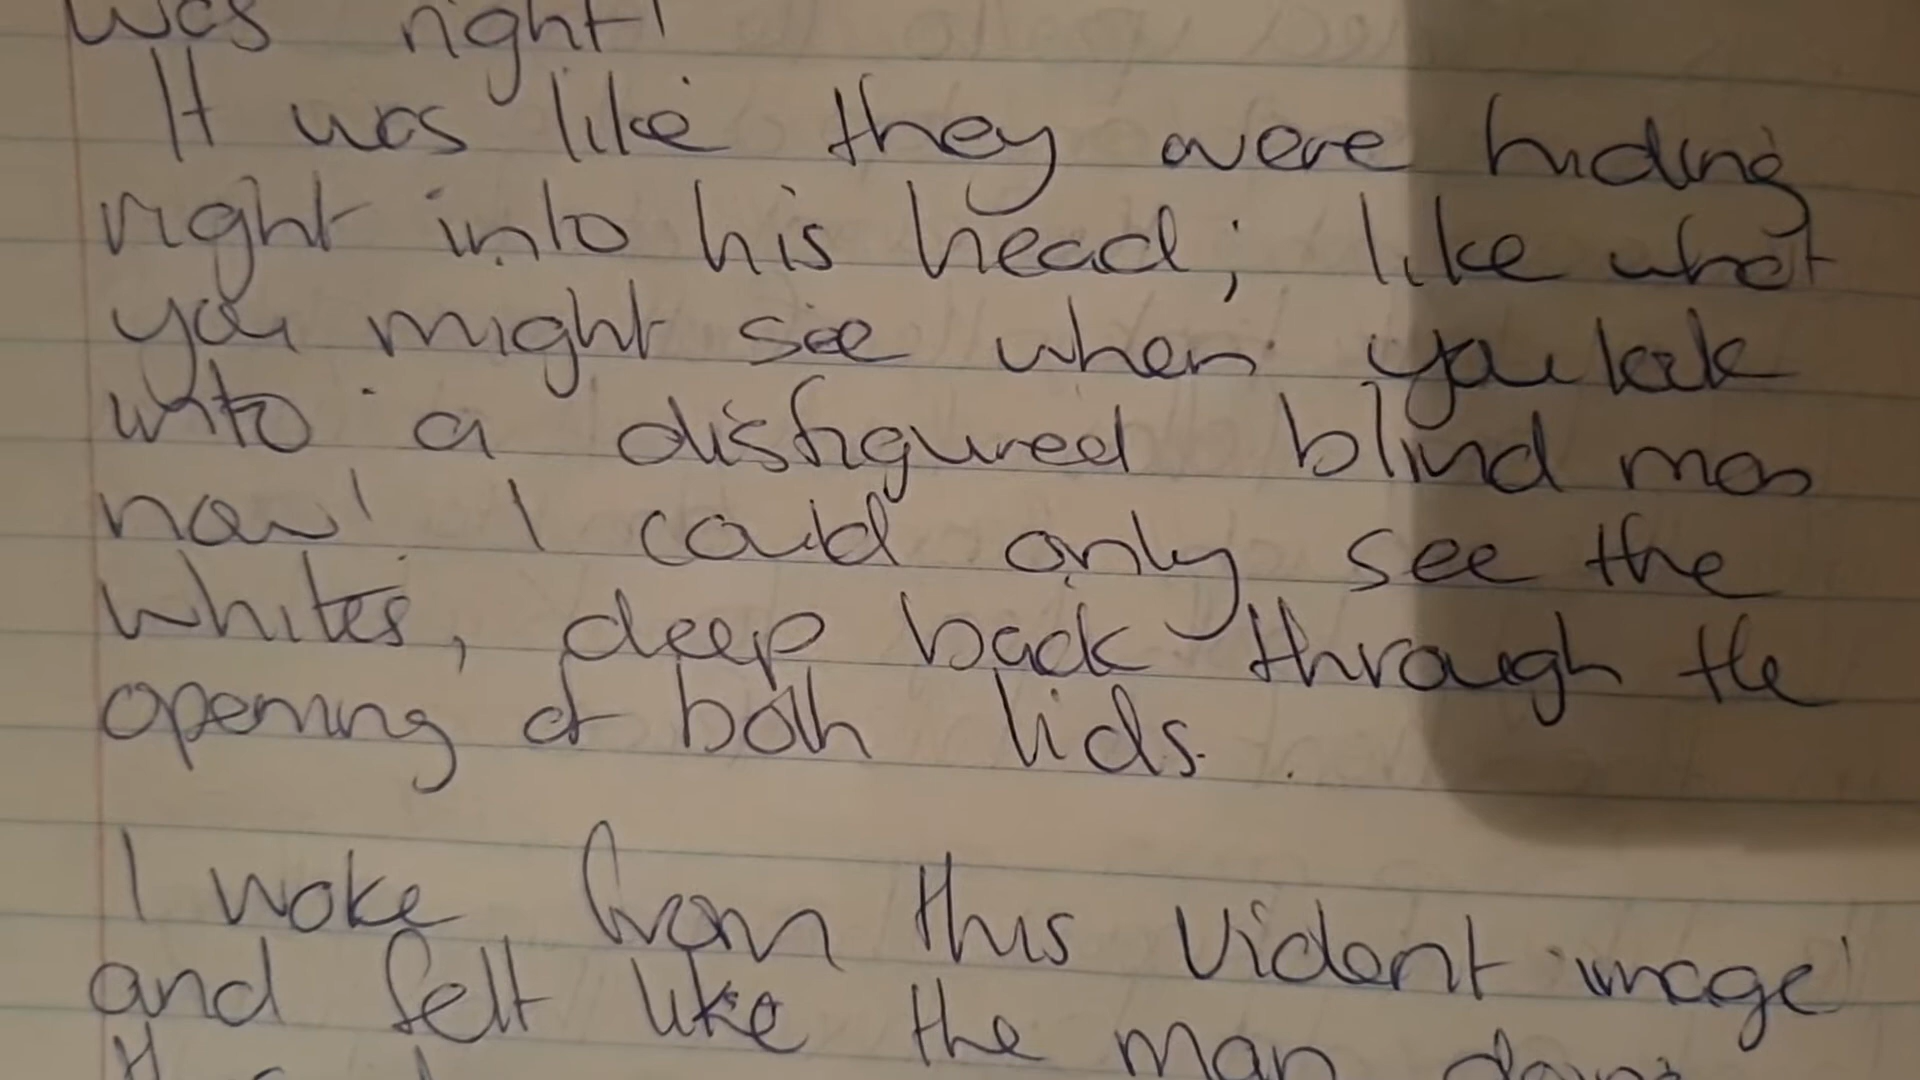 was right!
It was like they were hiding
right into his head; like what
you might see when you look
into a disfigured blind man
now! I could only see the
whites, deep back through the
opening of both lids.
I woke from this violent image
and felt like the man doing